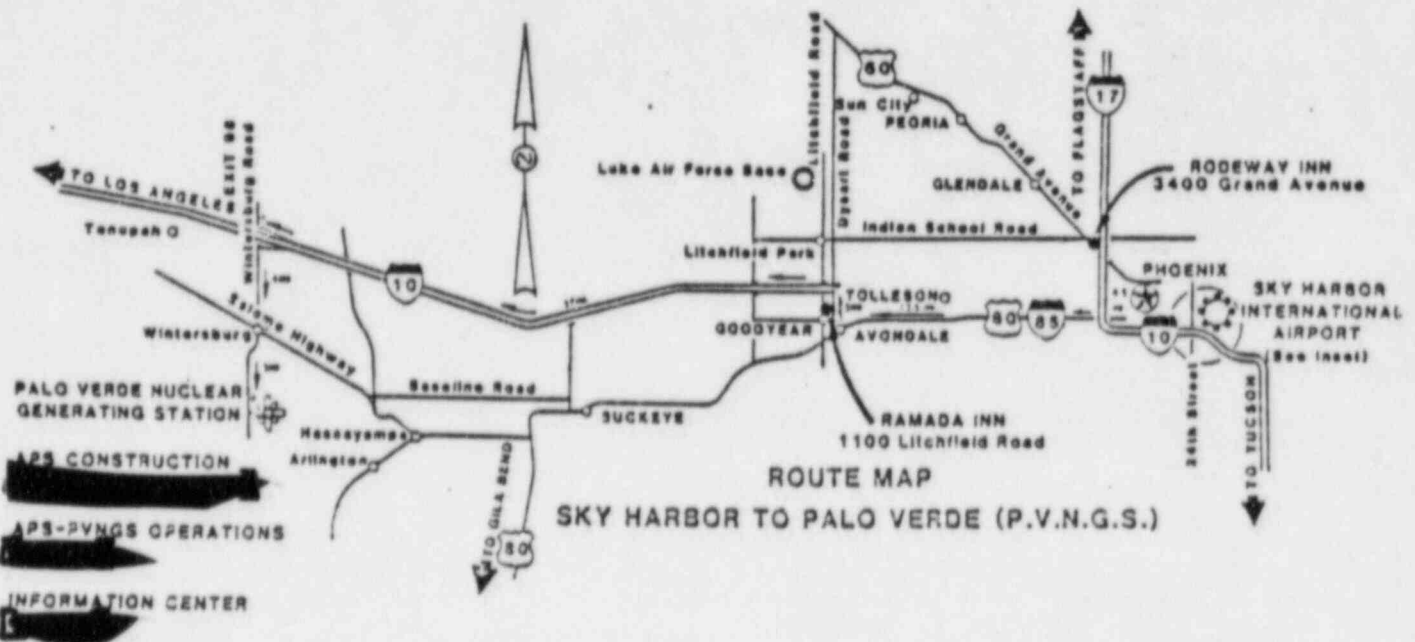 Litchfield Road
60
Sun City
PEORIA
Grand Avenue
TO FLAGSTAFF
17
Dysart Road
EXIT 98
Wintersburg Road
Luke Air Force Base
GLENDALE
RODEWAY INN
3400 Grand Avenue
TO LOS ANGELES
Tonopah
Indian School Road
Litchfield Park
10
PHOENIX
SKY HARBOR
INTERNATIONAL
AIRPORT
(See Inset)
TOLLESON
Salome Highway
GOODYEAR
AVONDALE
80
85
10
Wintersburg
24th Street
TO TUCSON
PALO VERDE NUCLEAR
GENERATING STATION
Baseline Road
BUCKEYE
RAMADA INN
1100 Litchfield Road
Hassayampa
Arlington
TO GILA BEND
80
APS CONSTRUCTION
APS-PVNGS OPERATIONS
INFORMATION CENTER
ROUTE MAP
SKY HARBOR TO PALO VERDE (P.V.N.G.S.)